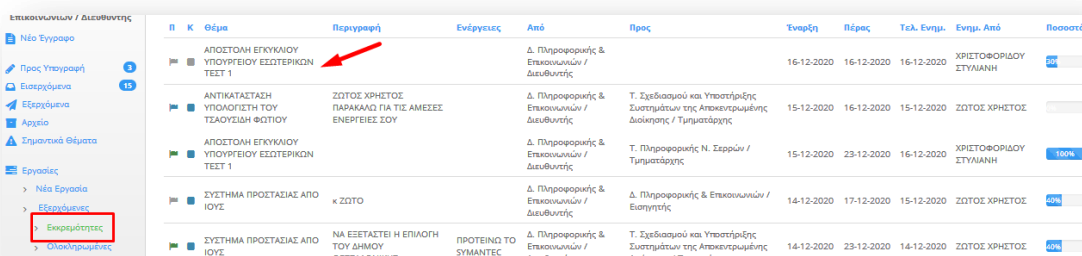 Επικοινωνιών / Διευθυντής
Νέο Έγγραφο
Προς Υπογραφή 3
Εισερχόμενα 15
Εξερχόμενα
Αρχείο
Σημαντικά Θέματα
Εργασίες
> Νέα Εργασία
> Εξερχόμενες
> Εκκρεμότητες
> Ολοκληρωμένες
Π Κ Θέμα Περιγραφή Ενέργειες Από Προς Έναρξη Πέρας Τελ. Ενημ. Ενημ. Από Ποσοστό
ΑΠΟΣΤΟΛΗ ΕΓΚΥΚΛΙΟΥ
ΥΠΟΥΡΓΕΙΟΥ ΕΣΩΤΕΡΙΚΩΝ
ΤΕΣΤ 1
Δ. Πληροφορικής &
Επικοινωνιών /
Διευθυντής
16-12-2020 16-12-2020 16-12-2020
ΧΡΙΣΤΟΦΟΡΙΔΟΥ
ΣΤΥΛΙΑΝΗ
30%
ΑΝΤΙΚΑΤΑΣΤΑΣΗ
ΥΠΟΛΟΓΙΣΤΗ ΤΟΥ
ΤΣΑΟΥΣΙΔΗ ΦΩΤΙΟΥ
ΖΩΤΟΣ ΧΡΗΣΤΟΣ
ΠΑΡΑΚΑΛΩ ΓΙΑ ΤΙΣ ΑΜΕΣΕΣ
ΕΝΕΡΓΕΙΕΣ ΣΟΥ
Δ. Πληροφορικής &
Επικοινωνιών /
Διευθυντής
Τ. Σχεδιασμού και Υποστήριξης
Συστημάτων της Αποκεντρωμένης
Διοίκησης / Τμηματάρχης
15-12-2020 16-12-2020 15-12-2020 ΖΩΤΟΣ ΧΡΗΣΤΟΣ
ΑΠΟΣΤΟΛΗ ΕΓΚΥΚΛΙΟΥ
ΥΠΟΥΡΓΕΙΟΥ ΕΣΩΤΕΡΙΚΩΝ
ΤΕΣΤ 1
Δ. Πληροφορικής &
Επικοινωνιών /
Διευθυντής
Τ. Πληροφορικής Ν. Σερρών /
Τμηματάρχης
15-12-2020 23-12-2020 16-12-2020
ΧΡΙΣΤΟΦΟΡΙΔΟΥ
ΣΤΥΛΙΑΝΗ
100%
ΣΥΣΤΗΜΑ ΠΡΟΣΤΑΣΙΑΣ ΑΠΟ
ΙΟΥΣ
κ ΖΩΤΟ
Δ. Πληροφορικής &
Επικοινωνιών /
Διευθυντής
Δ. Πληροφορικής & Επικοινωνιών /
Εισηγητής
14-12-2020 17-12-2020 15-12-2020 ΖΩΤΟΣ ΧΡΗΣΤΟΣ
40%
ΣΥΣΤΗΜΑ ΠΡΟΣΤΑΣΙΑΣ ΑΠΟ
ΙΟΥΣ
ΝΑ ΕΞΕΤΑΣΤΕΙ Η ΕΠΙΛΟΓΗ
ΤΟΥ ΔΗΜΟΥ
ΠΡΟΤΕΙΝΩ ΤΟ
SYMANTEC
Δ. Πληροφορικής &
Επικοινωνιών /
Τ. Σχεδιασμού και Υποστήριξης
Συστημάτων της Αποκεντρωμένης
14-12-2020 23-12-2020 14-12-2020 ΖΩΤΟΣ ΧΡΗΣΤΟΣ
40%